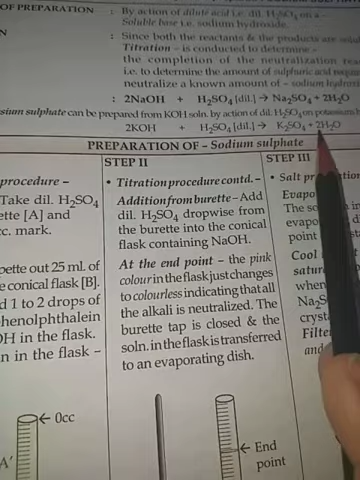 OF PREPARATION : By action of dilute acid i.e. dil. H₂SO₄ on a –
Soluble base i.e. sodium hydroxide.
N : Since both the reactants & the products are
Titration – is conducted to determine –
the completion of the neutralization
i.e. to determine the amount of sulphuric acid
neutralize a known amount of – sodium
: 2NaOH + H₂SO₄ [dil.] → Na₂SO₄ + 2H₂O
sium sulphate can be prepared from KOH soln. by action of dil. H₂SO₄ on potassium
2KOH + H₂SO₄ [dil.] → K₂SO₄ + 2H₂O
PREPARATION OF – Sodium sulphate
procedure –
Take dil. H₂SO₄
ette [A] and
cc. mark.
pette out 25 ml. of
e conical flask [B].
d 1 to 2 drops of
henolphthalein
OH in the flask.
n in the flask –
0cc
A'
STEP II
• Titration procedure contd. –
Addition from burette – Add
dil. H₂SO₄ dropwise from
the burette into the conical
flask containing NaOH.
At the end point – the pink
colour in the flask just changes
to colourless indicating that all
the alkali is neutralized. The
burette tap is closed & the
soln. in the flask is transferred
to an evaporating dish.
End
point
STEP III
• Salt
Evapo
The so
evapo
point
Cool
satur
when
Na₂S
cryst
Filte
and